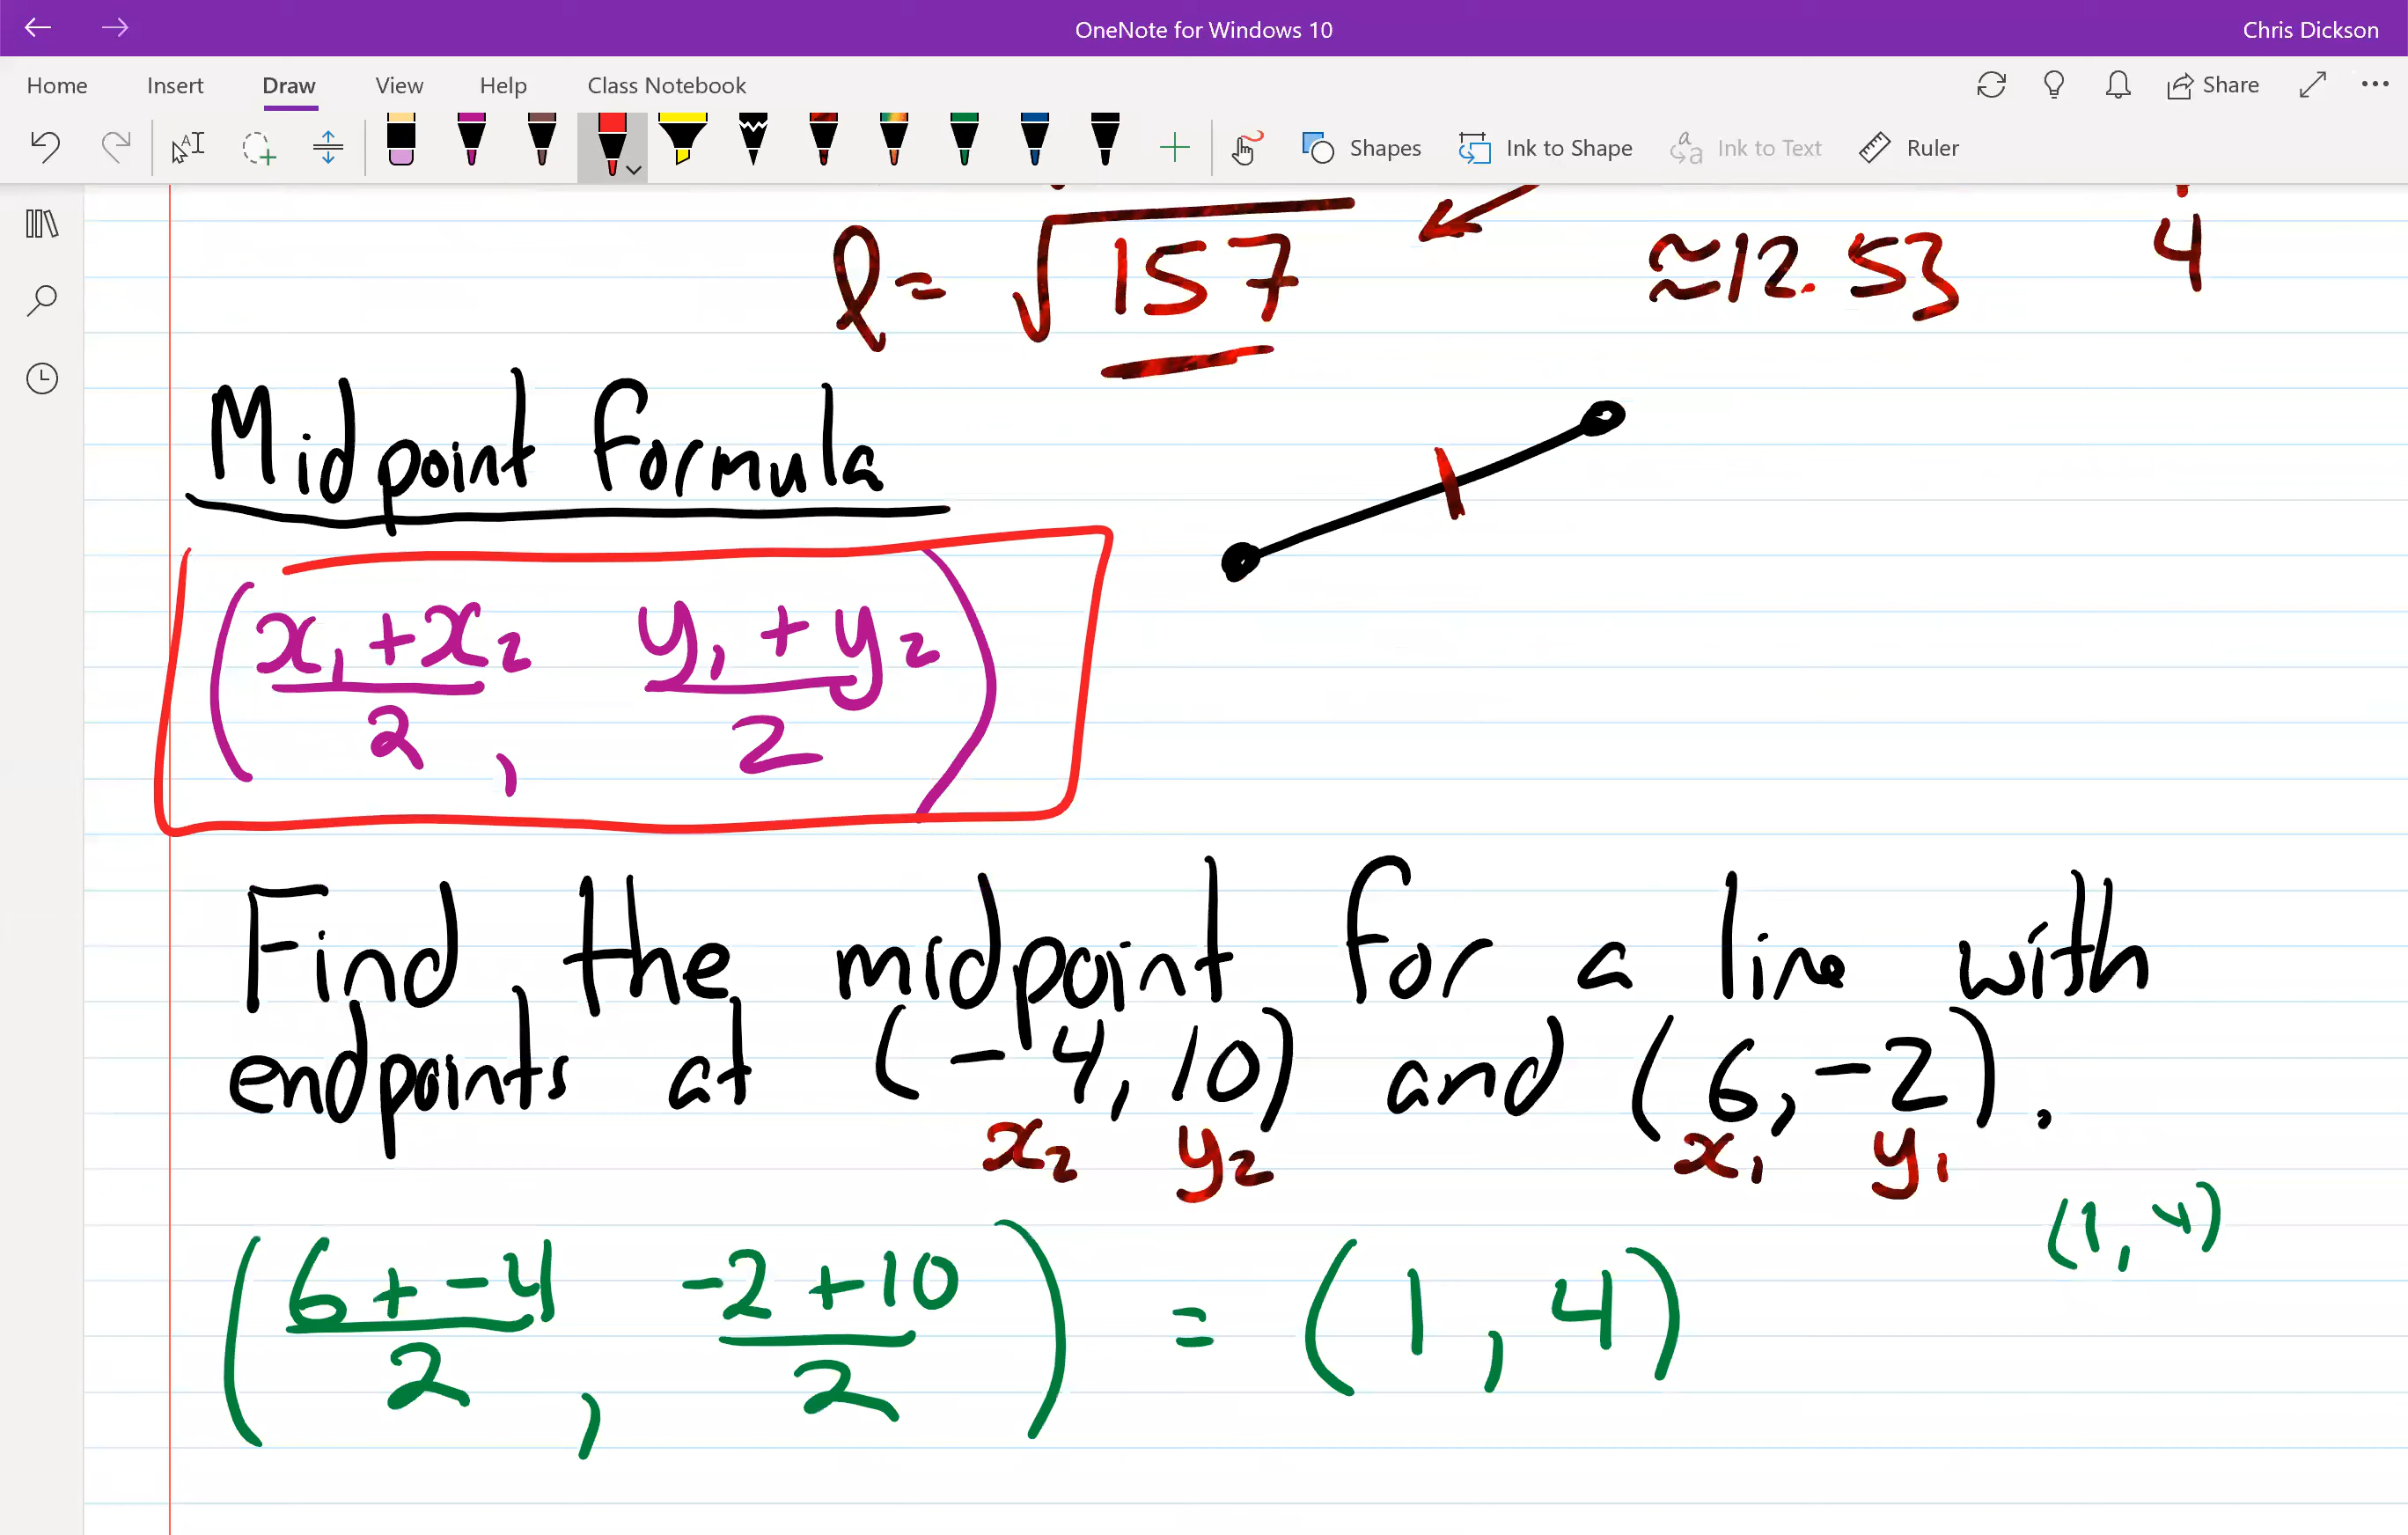 OneNote for Windows 10
Chris Dickson
Home Insert Draw View Help Class Notebook Share
Shapes Ink to Shape Ink to Text Ruler
l = √157 ≈12.53 4
Midpoint Formula
(x₁+x₂/2, y₁+y₂/2)
Find the midpoint for a line with
endpoints at (-4, 10) and (6, -2).
x₂ y₂ x₁ y₁
(1, 4)
(6+-4/2, -2+10/2) = (1, 4)